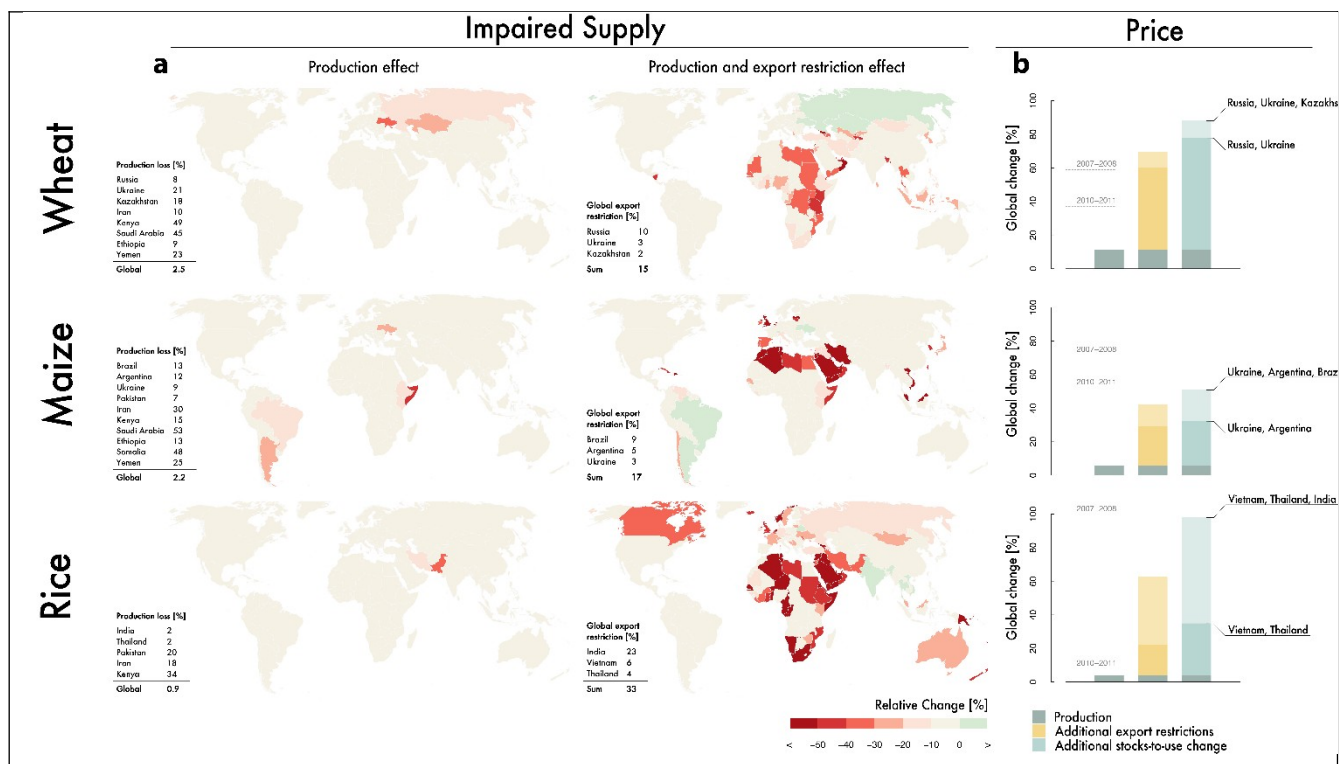 Impaired Supply
Price
a
Production effect
Production and export restriction effect
b
Wheat
Production loss [%]
Russia 8
Ukraine 21
Kazakhstan 18
Iran 10
Kenya 49
Saudi Arabia 45
Ethiopia 9
Yemen 23
Global 2.5
Global export
restriction [%]
Russia 10
Ukraine 3
Kazakhstan 2
Sum 15
Global change [%]
100
80
60
40
20
0
2007–2008
2010–2011
Russia, Ukraine, Kazakhs
Russia, Ukraine
Maize
Production loss [%]
Brazil 13
Argentina 12
Ukraine 9
Pakistan 7
Iran 30
Kenya 15
Saudi Arabia 53
Ethiopia 13
Somalia 48
Yemen 25
Global 2.2
Global export
restriction [%]
Brazil 9
Argentina 5
Ukraine 3
Sum 17
Global change [%]
100
80
60
40
20
0
2007–2008
2010–2011
Ukraine, Argentina, Braz
Ukraine, Argentina
Rice
Production loss [%]
India 2
Thailand 2
Pakistan 20
Iran 18
Kenya 34
Global 0.9
Global export
restriction [%]
India 23
Vietnam 6
Thailand 4
Sum 33
Global change [%]
100
80
60
40
20
0
2007–2008
2010–2011
Vietnam, Thailand, India
Vietnam, Thailand
Relative Change [%]
< −50 −40 −30 −20 −10 0 >
Production
Additional export restrictions
Additional stocks-to-use change